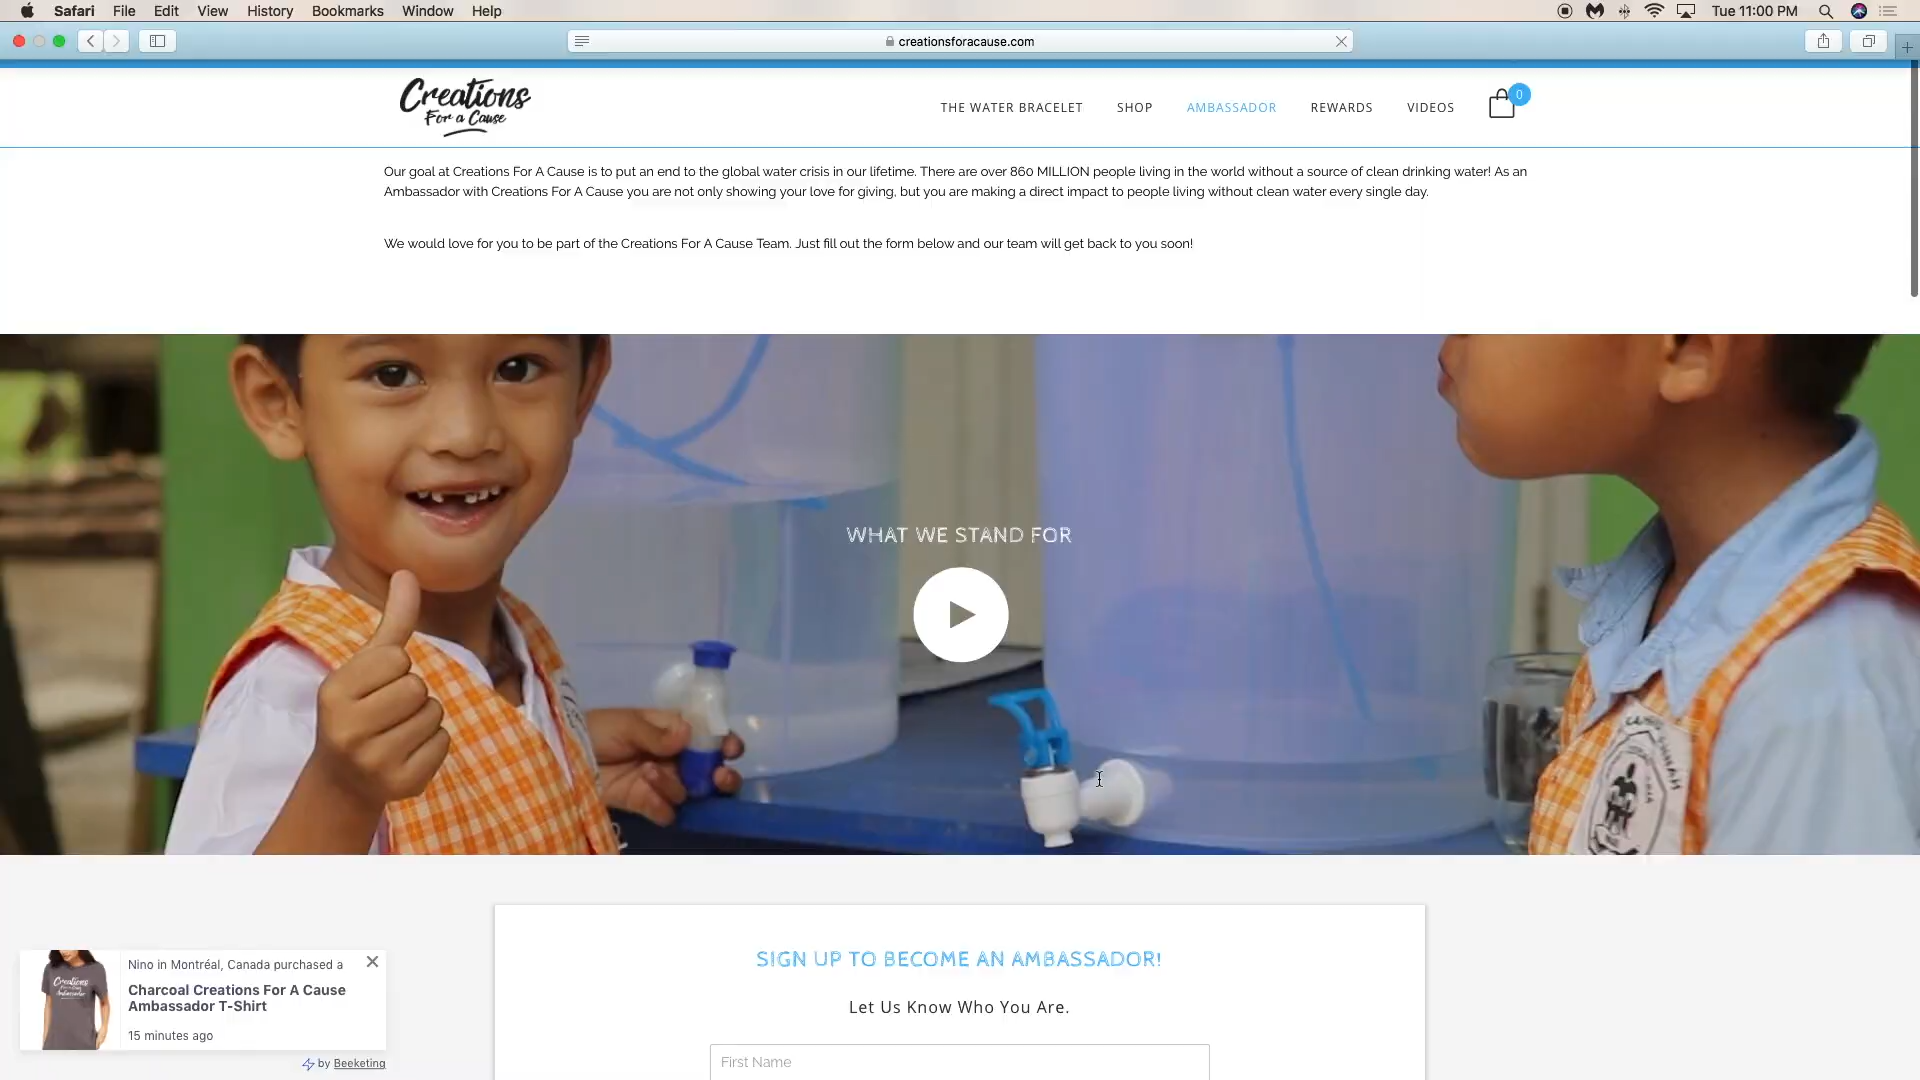 Safari File Edit View History Bookmarks Window Help
Tue 11:00 PM
creationsforacause.com
Creations
For a Cause
THE WATER BRACELET SHOP AMBASSADOR REWARDS VIDEOS 0
Our goal at Creations For A Cause is to put an end to the global water crisis in our lifetime. There are over 860 MILLION people living in the world without a source of clean drinking water! As an
Ambassador with Creations For A Cause you are not only showing your love for giving, but you are making a direct impact to people living without clean water every single day.
We would love for you to be part of the Creations For A Cause Team. Just fill out the form below and our team will get back to you soon!
WHAT WE STAND FOR
SIGN UP TO BECOME AN AMBASSADOR!
Let Us Know Who You Are.
First Name
Creations
Nino in Montréal, Canada purchased a
Charcoal Creations For A Cause
Ambassador T-Shirt
15 minutes ago
by Beeketing